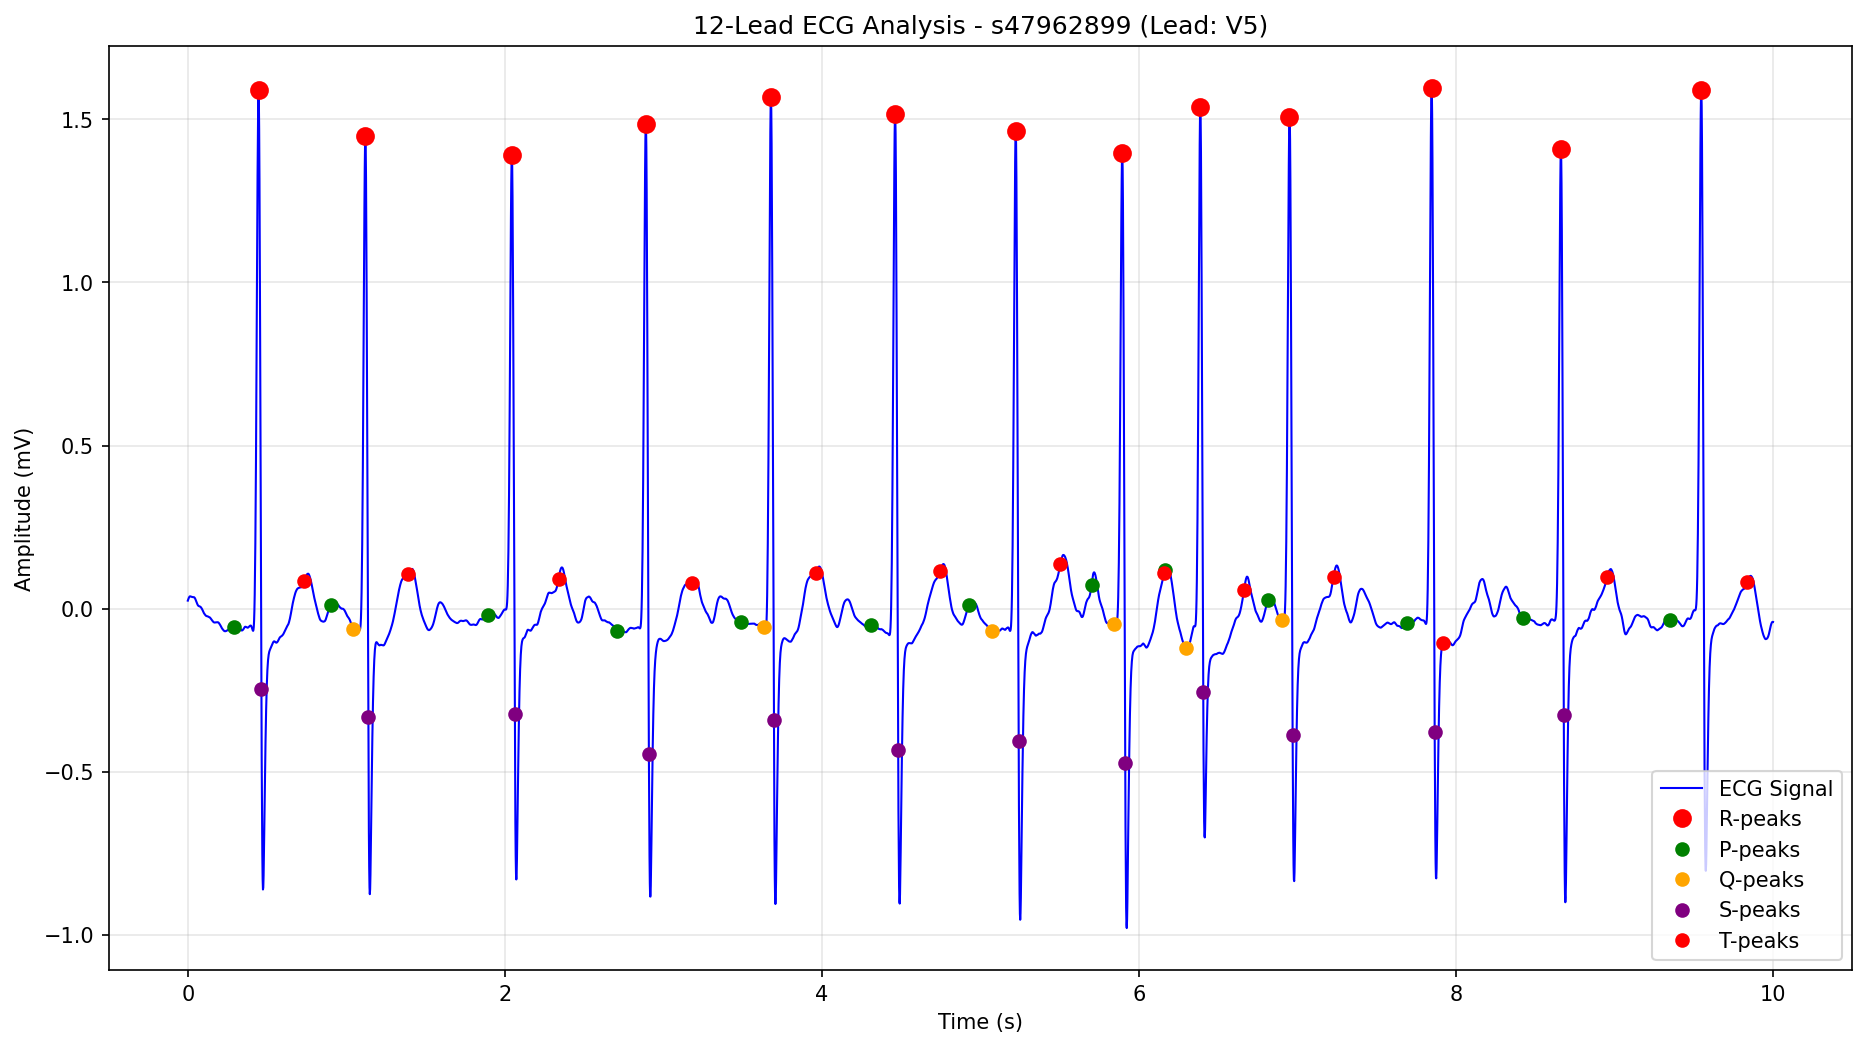 12-Lead ECG Analysis - s47962899 (Lead: V5)
Amplitude (mV)
1.5
1.0
0.5
0.0
−0.5
−1.0
0
2
4
6
8
10
Time (s)
ECG Signal
R-peaks
P-peaks
Q-peaks
S-peaks
T-peaks